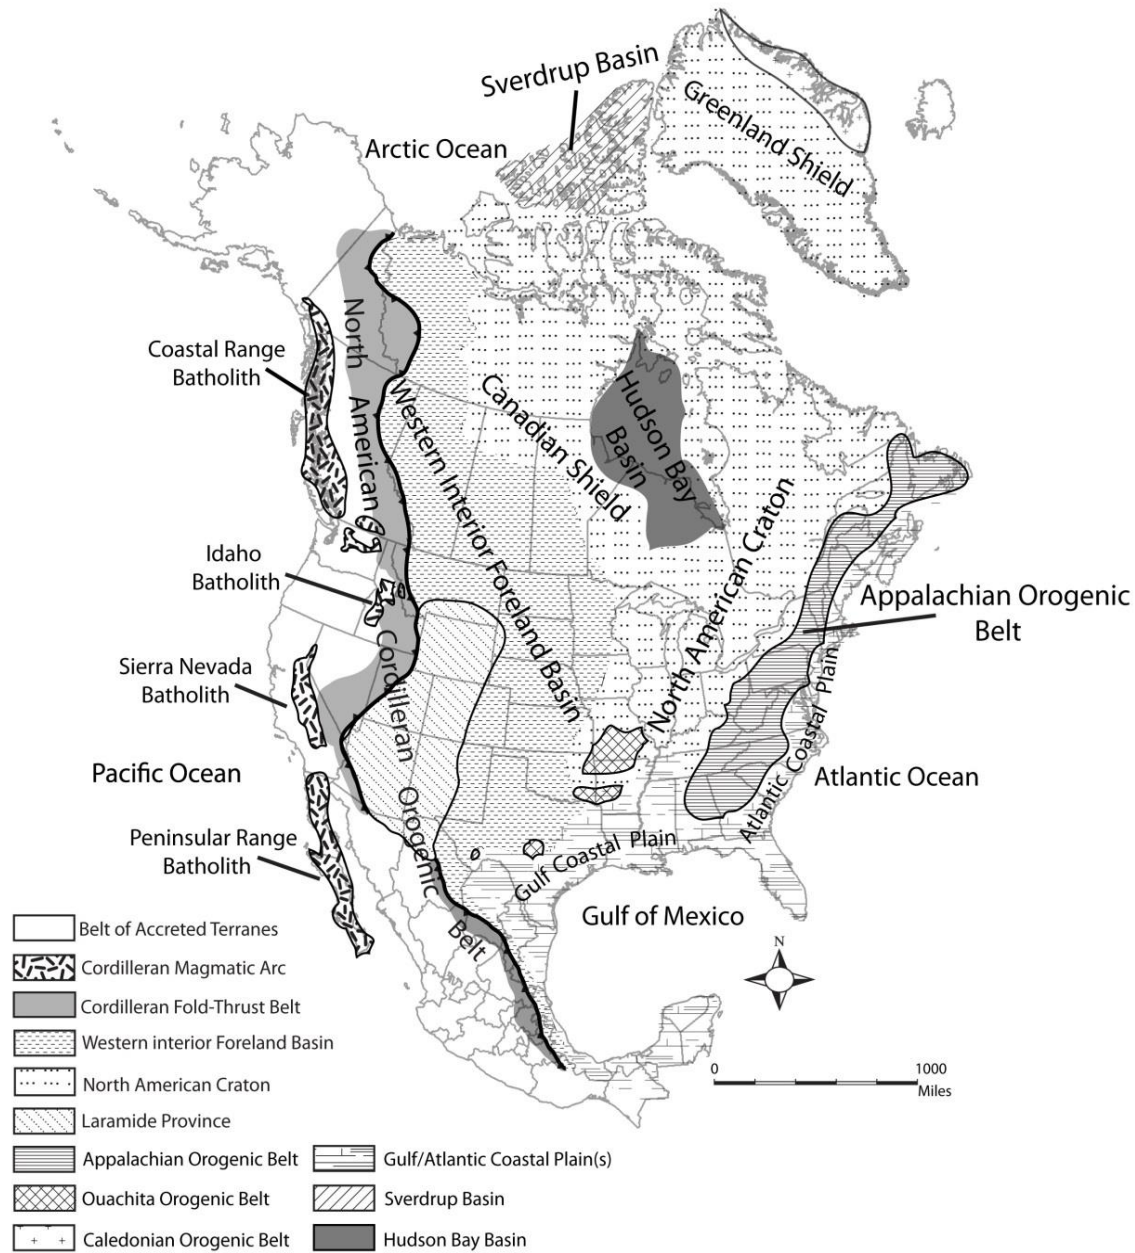 Sverdrup Basin
Arctic Ocean
Greenland Shield
North
American
Cordilleran
Orogenic
Belt
Coastal Range
Batholith
Western Interior Foreland Basin
Canadian Shield
Hudson Bay
Basin
North American Craton
Idaho
Batholith
Appalachian Orogenic
Belt
Sierra Nevada
Batholith
Pacific Ocean
Atlantic Coastal Plain
Atlantic Ocean
Peninsular Range
Batholith
Gulf Coastal Plain
Gulf of Mexico
N
0 1000
Miles
Belt of Accreted Terranes
Cordilleran Magmatic Arc
Cordilleran Fold-Thrust Belt
Western interior Foreland Basin
North American Craton
Laramide Province
Appalachian Orogenic Belt
Ouachita Orogenic Belt
Caledonian Orogenic Belt
Gulf/Atlantic Coastal Plain(s)
Sverdrup Basin
Hudson Bay Basin